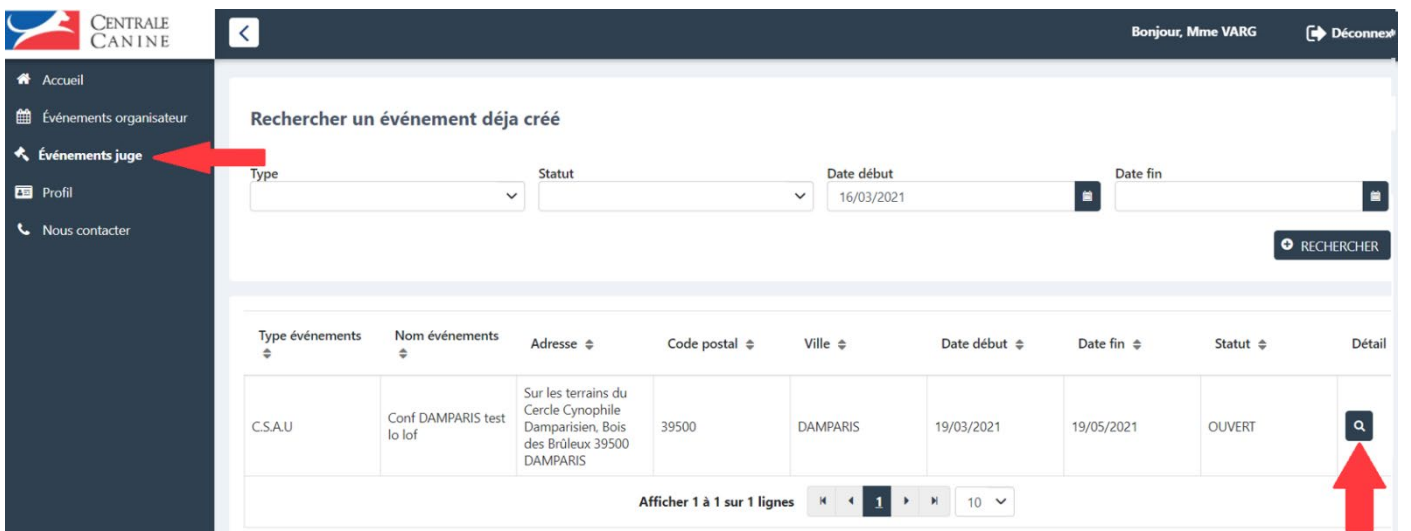 CENTRALE
CANINE
Bonjour, Mme VARG
Déconnex
Accueil
Événements organisateur
Événements juge
Profil
Nous contacter
Rechercher un événement déja créé
Type
Statut
Date début
Date fin
16/03/2021
RECHERCHER
Type événements
Nom événements
Adresse
Code postal
Ville
Date début
Date fin
Statut
Détail
C.S.A.U
Conf DAMPARIS test
lo lof
Sur les terrains du
Cercle Cynophile
Damparisien, Bois
des Brûleux 39500
DAMPARIS
39500
DAMPARIS
19/03/2021
19/05/2021
OUVERT
Afficher 1 à 1 sur 1 lignes
1
10